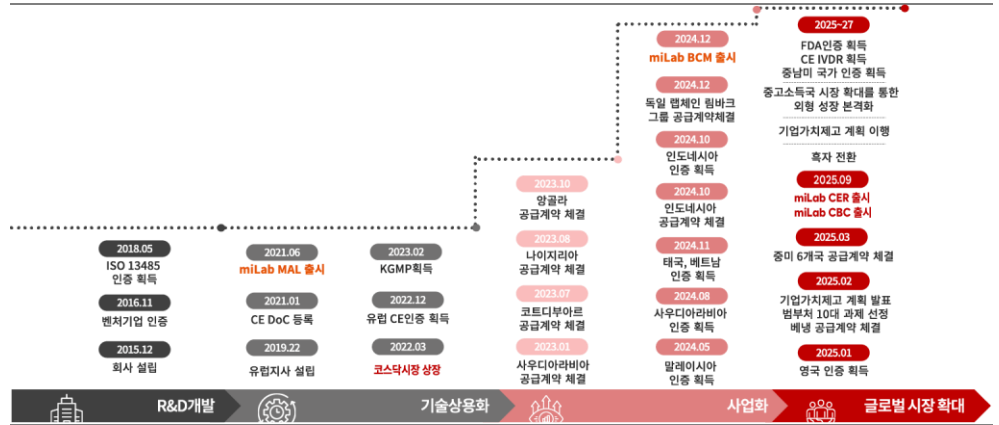 2018.05
ISO 13485
인증 획득
2016.11
벤처기업 인증
2015.12
회사 설립
2021.06
miLab MAL 출시
2021.01
CE DoC 등록
2019.22
유럽지사 설립
2023.02
KGMP획득
2022.12
유럽 CE인증 획득
2022.03
코스닥시장 상장
2023.10
앙골라
공급계약 체결
2023.08
나이지리아
공급계약 체결
2023.07
코트디부아르
공급계약 체결
2023.01
사우디아라비아
공급계약 체결
2024.12
miLab BCM 출시
2024.12
독일 랩체인 림바크
그룹 공급계약체결
2024.10
인도네시아
인증 획득
2024.10
인도네시아
공급계약 체결
2024.11
태국, 베트남
인증 획득
2024.08
사우디아라비아
인증 획득
2024.05
말레이시아
인증 획득
2025~27
FDA인증 획득
CE IVDR 획득
중남미 국가 인증 획득
중고소득국 시장 확대를 통한
외형 성장 본격화
기업가치제고 계획 이행
흑자 전환
2025.09
miLab CER 출시
miLab CBC 출시
2025.03
중미 6개국 공급계약 체결
2025.02
기업가치제고 계획 발표
범부처 10대 과제 선정
베냉 공급계약 체결
2025.01
영국 인증 획득
R&D개발
기술상용화
사업화
글로벌 시장 확대